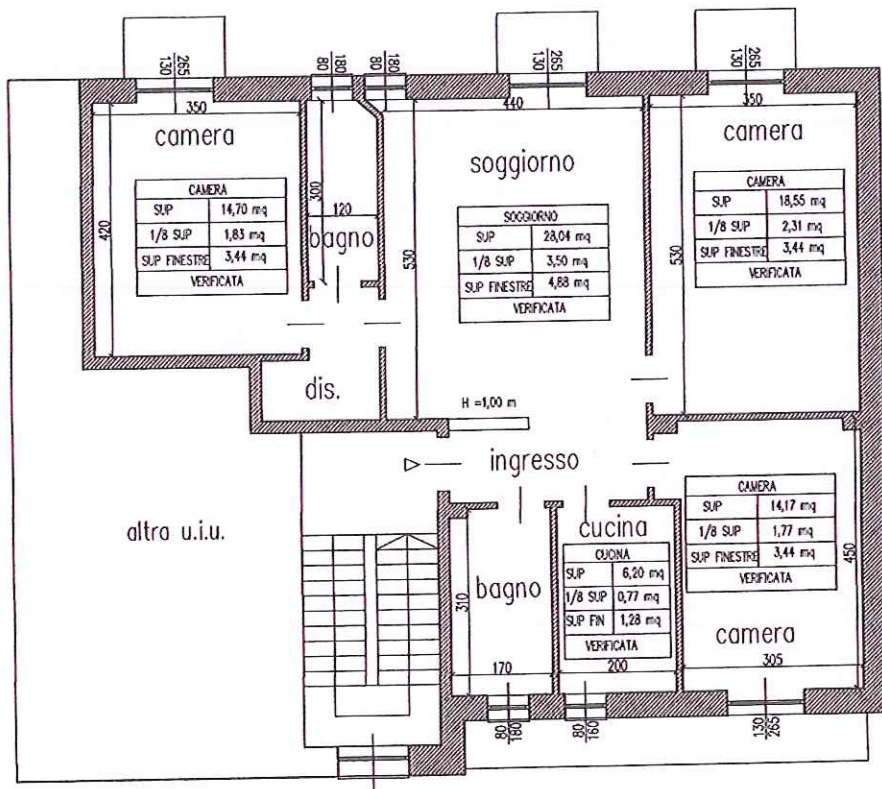 265
130
180
80
180
80
265
130
265
130
350
440
350
camera
soggiorno
camera
CAMERA
SUP 14,70 mq
1/8 SUP 1,83 mq
SUP FINESTRE 3,44 mq
VERIFICATA
420
300
120
bagno
530
SOGGIORNO
SUP 28,04 mq
1/8 SUP 3,50 mq
SUP FINESTRE 4,88 mq
VERIFICATA
530
CAMERA
SUP 18,55 mq
1/8 SUP 2,31 mq
SUP FINESTRE 3,44 mq
VERIFICATA
dis.
H =1,00 m
ingresso
altra u.i.u.
bagno
310
170
cucina
CUCINA
SUP 6,20 mq
1/8 SUP 0,77 mq
SUP FIN 1,28 mq
VERIFICATA
200
CAMERA
SUP 14,17 mq
1/8 SUP 1,77 mq
SUP FINESTRE 3,44 mq
VERIFICATA
450
camera
305
80
180
80
160
130
265